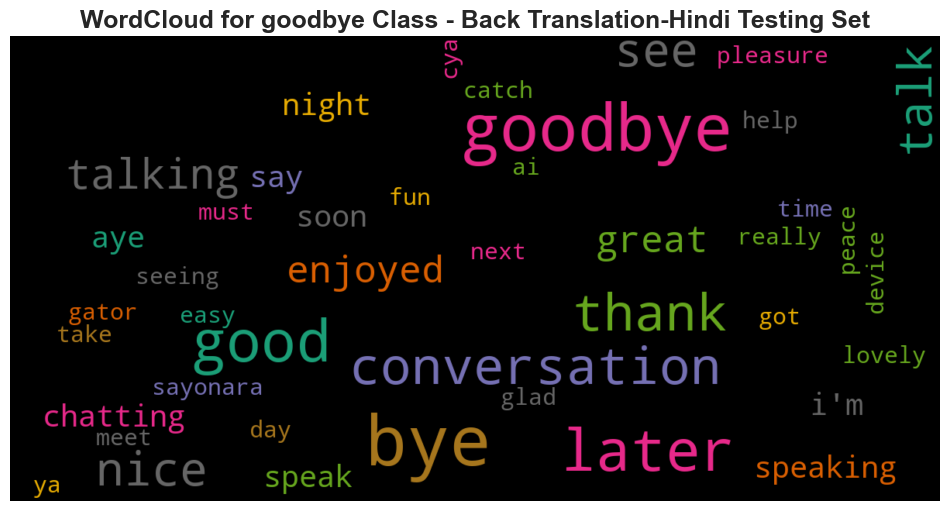 WordCloud for goodbye Class - Back Translation-Hindi Testing Set
cya
see
pleasure
talk
catch
night
goodbye
help
ai
talking
say
fun
must
soon
time
aye
great
really
peace
next
device
enjoyed
seeing
gator
easy
thank
got
take
good
conversation
lovely
sayonara
glad
i'm
chatting
meet
day
bye
later
nice
speak
speaking
ya